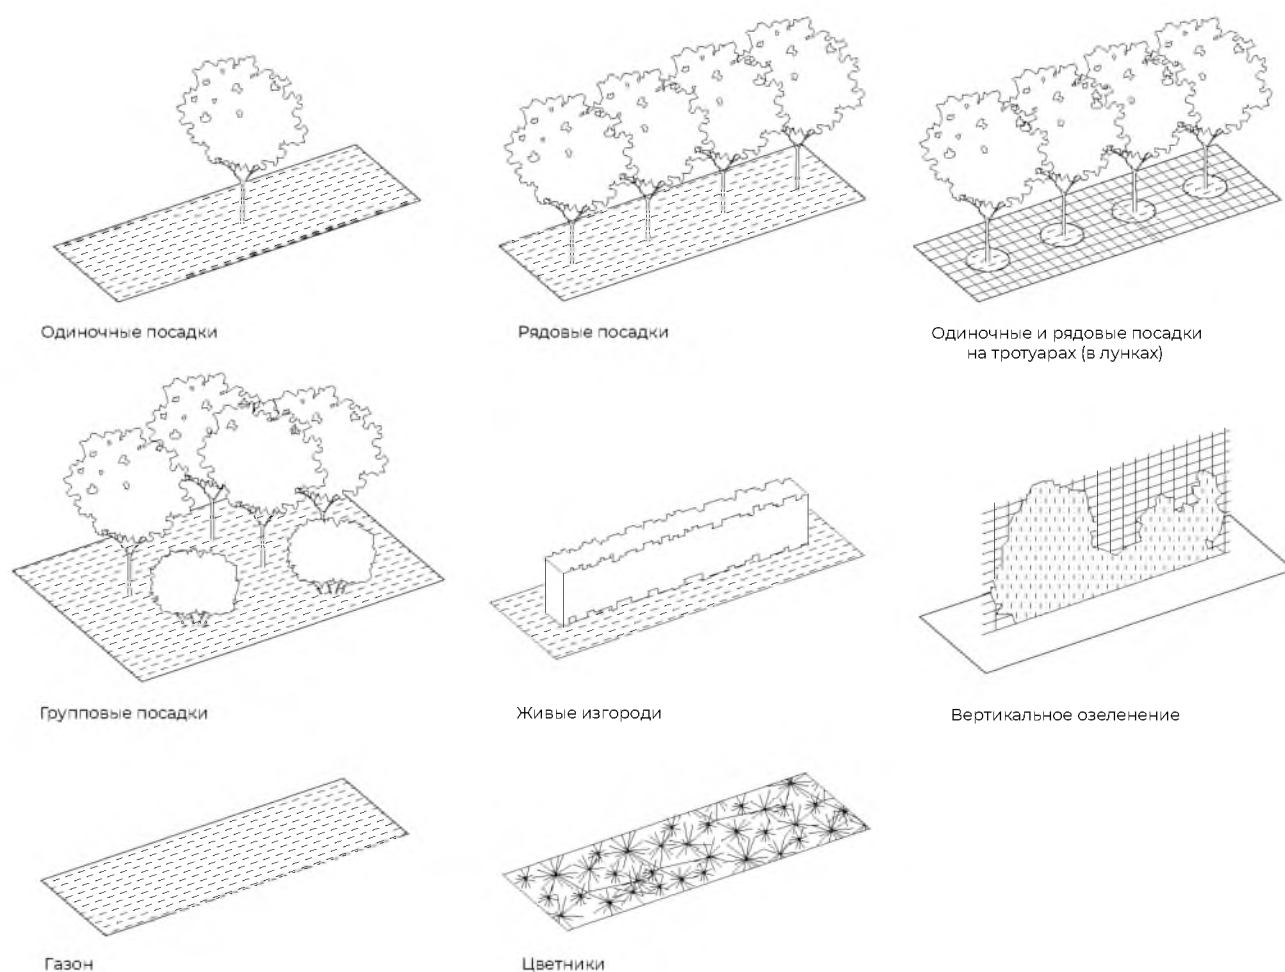 Одиночные посадки
Рядовые посадки
Одиночные и рядовые посадки
на тротуарах (в лунках)
Групповые посадки
Живые изгороди
Вертикальное озеленение
Газон
Цветники